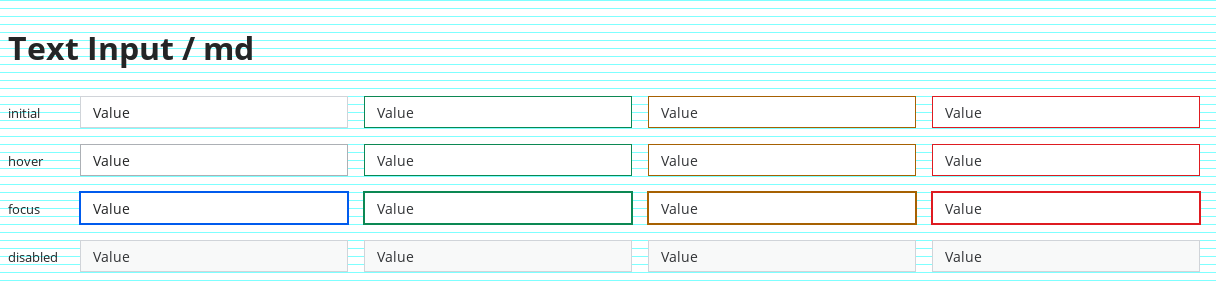 Text Input / md
initial Value Value Value Value
hover Value Value Value Value
focus Value Value Value Value
disabled Value Value Value Value